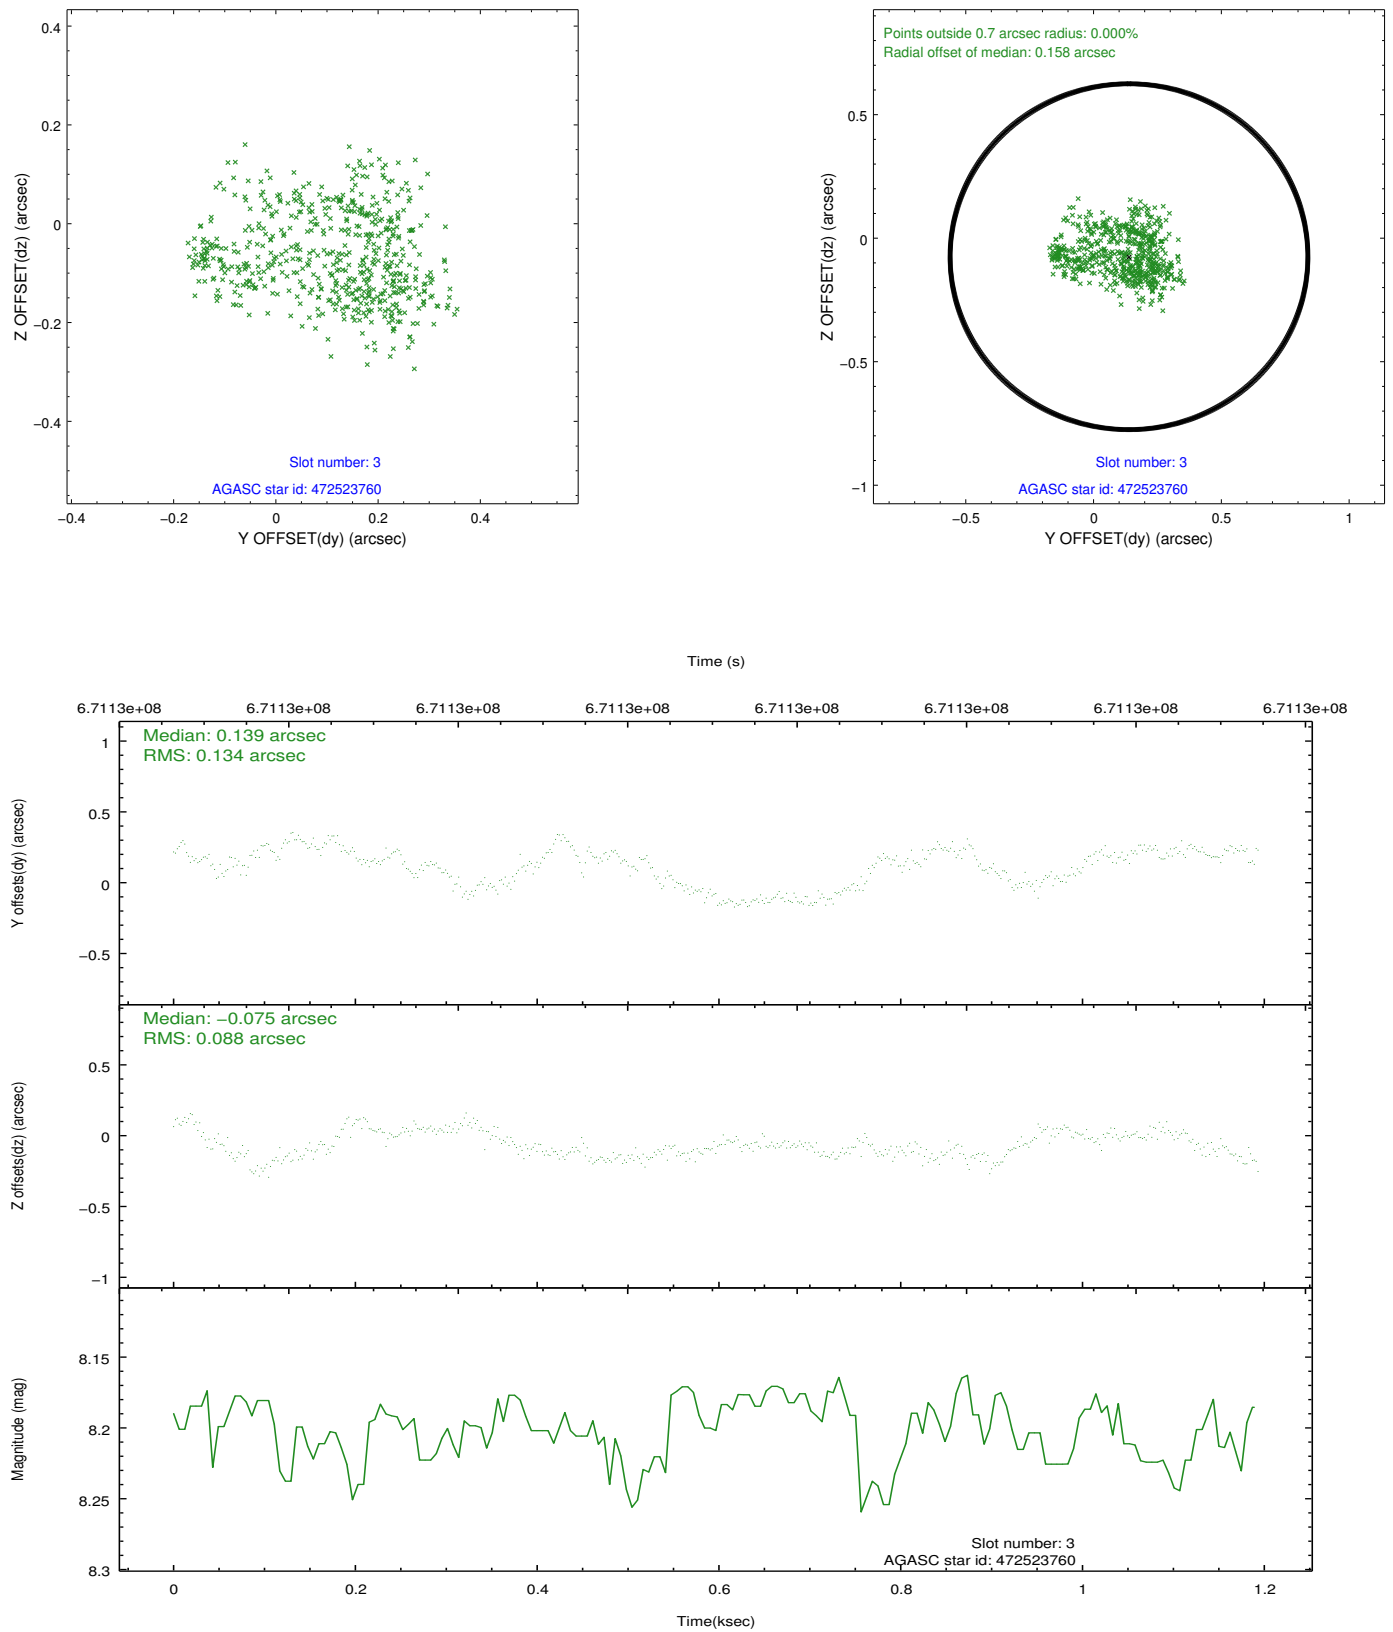 0.4
0.2
0
−0.2
−0.4
Z OFFSET(dz) (arcsec)
Slot number: 3
AGASC star id: 472523760
−0.4 −0.2 0 0.2 0.4
Y OFFSET(dy) (arcsec)
Points outside 0.7 arcsec radius: 0.000%
Radial offset of median: 0.158 arcsec
0.5
0
−0.5
−1
Z OFFSET(dz) (arcsec)
Slot number: 3
AGASC star id: 472523760
−0.5 0 0.5 1
Y OFFSET(dy) (arcsec)
Time (s)
6.7113e+08 6.7113e+08 6.7113e+08 6.7113e+08 6.7113e+08 6.7113e+08 6.7113e+08 6.7113e+08
Median: 0.139 arcsec
RMS: 0.134 arcsec
1
0.5
0
−0.5
Y offsets(dy) (arcsec)
Median: −0.075 arcsec
RMS: 0.088 arcsec
0.5
0
−0.5
−1
Z offsets(dz) (arcsec)
8.15
8.2
8.25
8.3
Magnitude (mag)
Slot number: 3
AGASC star id: 472523760
0 0.2 0.4 0.6 0.8 1 1.2
Time(ksec)